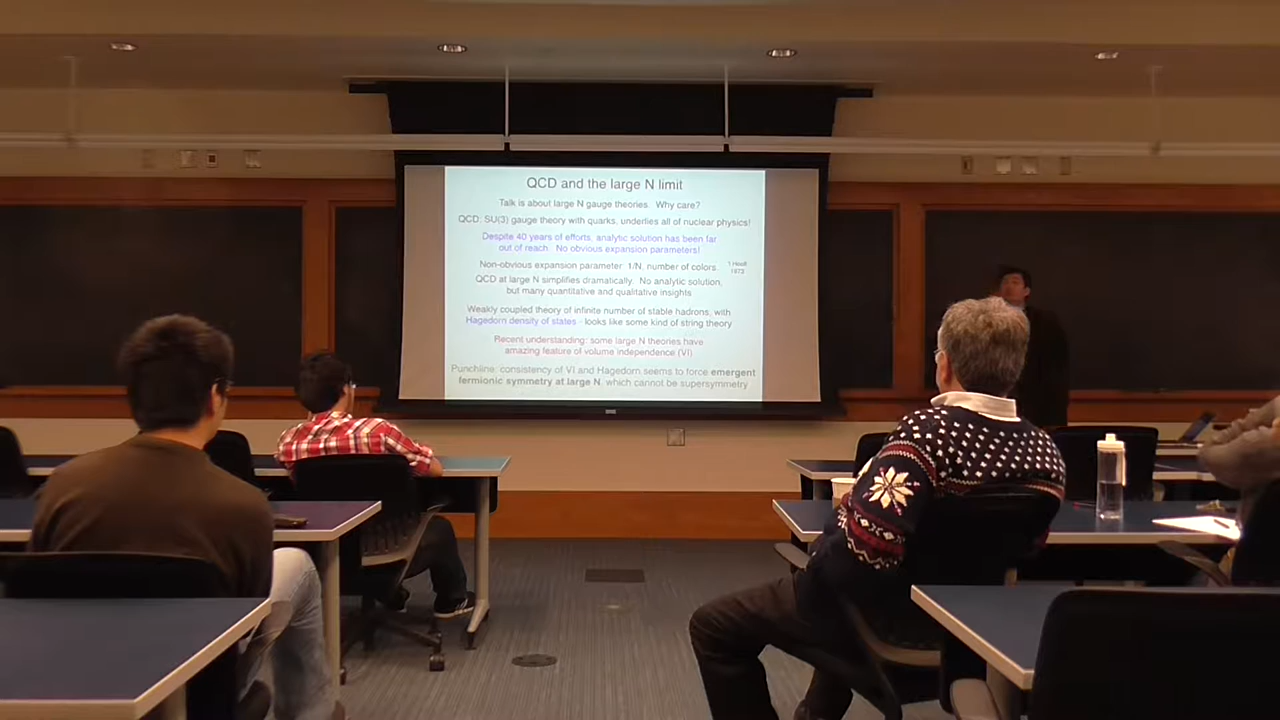 QCD and the large N limit
Talk is about large N gauge theories. Why care?
QCD: SU(3) gauge theory with quarks, underlies all of nuclear physics!
Despite 40 years of efforts, analytic solution has been far
out of reach. No obvious expansion parameters!
Non-obvious expansion parameter: 1/N, number of colors.
't Hooft
1973
QCD at large N simplifies dramatically. No analytic solution,
but many quantitative and qualitative insights
Weakly coupled theory of infinite number of stable hadrons, with
Hagedorn density of states - looks like some kind of string theory
Recent understanding: some large N theories have
amazing feature of volume independence (VI)
Punchline: consistency of VI and Hagedorn seems to force emergent
fermionic symmetry at large N, which cannot be supersymmetry